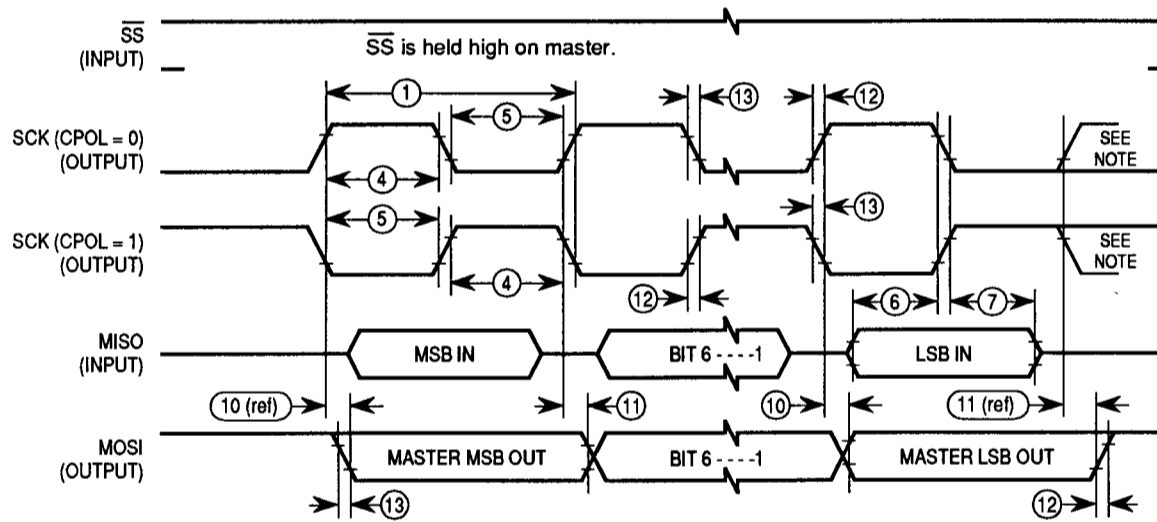 SS
(INPUT)
SS is held high on master.
1
13
12
5
SCK (CPOL = 0)
(OUTPUT)
SEE
NOTE
4
5
13
SCK (CPOL = 1)
(OUTPUT)
SEE
NOTE
4
12
6
7
MISO
(INPUT)
MSB IN
BIT 6 - - - - -1
LSB IN
10 (ref)
11
10
11 (ref)
MOSI
(OUTPUT)
MASTER MSB OUT
BIT 6 - - - - -1
MASTER LSB OUT
13
12